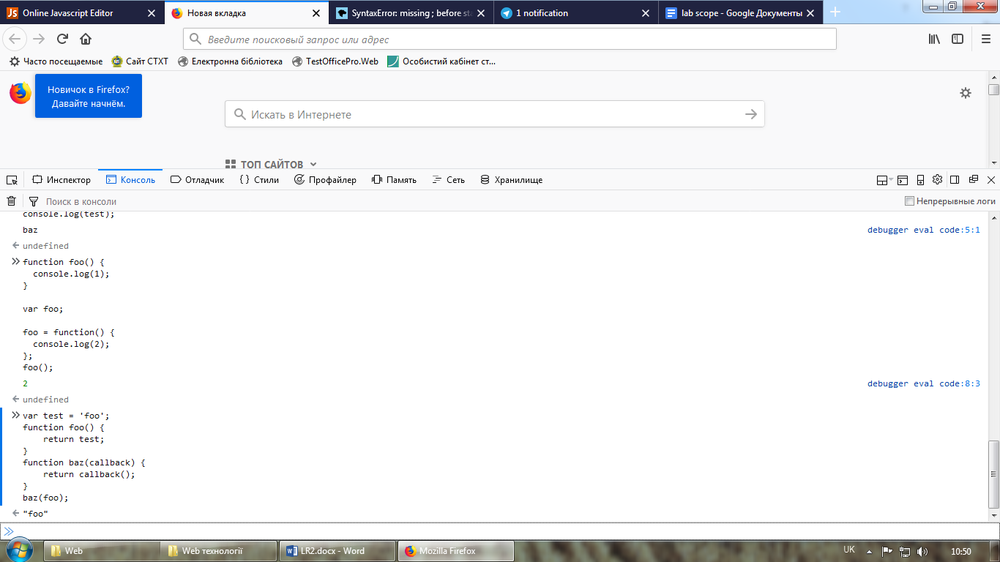 Online Javascript Editor
Новая вкладка
SyntaxError: missing ; before sta
1 notification
lab scope - Google Документы
Введите поисковый запрос или адрес
Часто посещаемые
Сайт СТХТ
Електронна бібліотека
TestOfficePro.Web
Особистий кабінет ст...
Новичок в Firefox?
Давайте начнём.
Искать в Интернете
ТОП САЙТОВ
Инспектор
Консоль
Отладчик
{ } Стили
Профайлер
Память
Сеть
Хранилище
Поиск в консоли
Непрерывные логи
console.log(test);
baz debugger eval code:5:1
undefined
function foo() {
console.log(1);
}
var foo;
foo = function() {
console.log(2);
};
foo();
2 debugger eval code:8:3
undefined
var test = 'foo';
function foo() {
return test;
}
function baz(callback) {
return callback();
}
baz(foo);
"foo"
Web
Web технології
LR2.docx - Word
Mozilla Firefox
UK
10:50